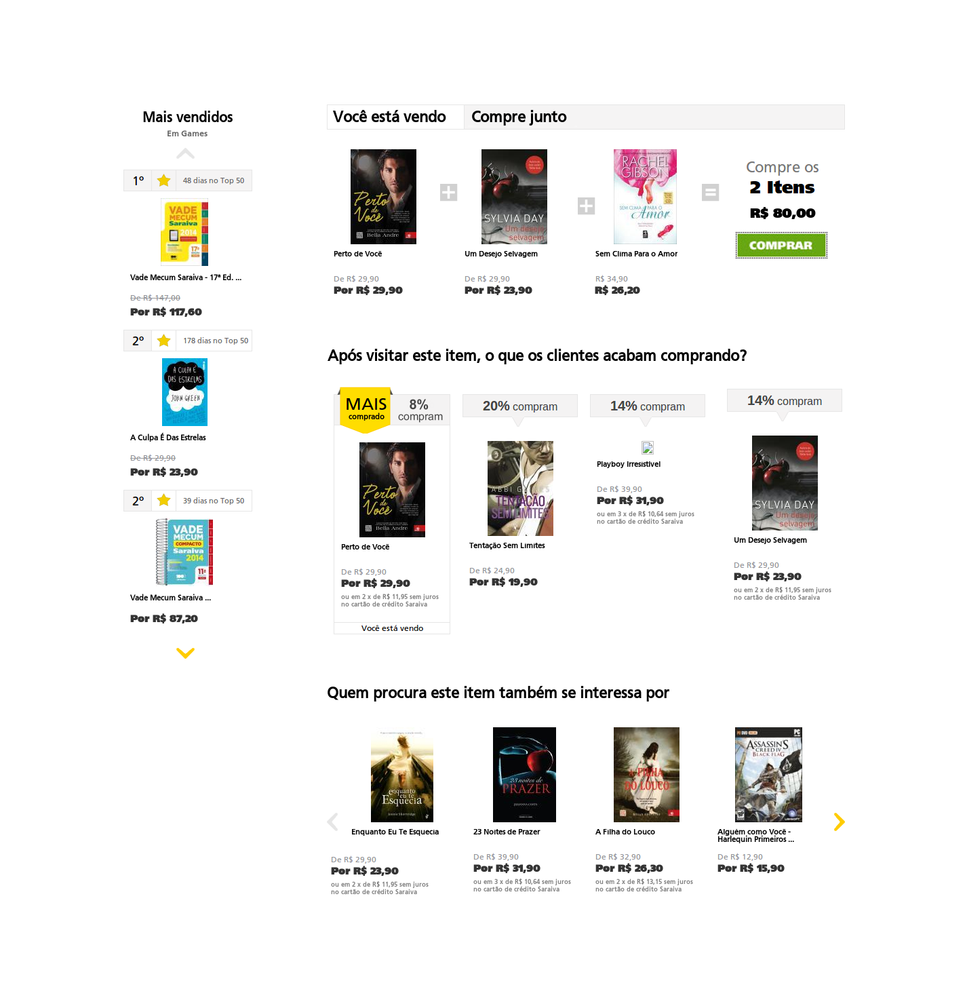 Mais vendidos
Em Games
1º
48 dias no Top 50
VADE
MECUM
Saraiva
2014
17ª
Vade Mecum Saraiva - 17ª Ed. ...
De R$ 147,00
Por R$ 117,60
2º
178 dias no Top 50
A CULPA É
DAS ESTRELAS
JOHN GREEN
A Culpa É Das Estrelas
De R$ 29,90
Por R$ 23,90
2º
39 dias no Top 50
VADE
MECUM
COMPACTO
Saraiva
2014
11ª
Vade Mecum Saraiva ...
Por R$ 87,20
Você está vendo
Compre junto
Perto
de
Você
Bella Andre
Perto de Você
De R$ 29,90
Por R$ 29,90
SYLVIA DAY
Um desejo
selvagem
Um Desejo Selvagem
De R$ 29,90
Por R$ 23,90
RACHEL
GIBSON
SEM CLIMA PARA O
Amor
Sem Clima Para o Amor
R$ 34,90
R$ 26,20
Compre os
2 Itens
R$ 80,00
COMPRAR
Após visitar este item, o que os clientes acabam comprando?
MAIS
comprado
8%
compram
Perto
de
Você
Bella Andre
Perto de Você
De R$ 29,90
Por R$ 29,90
ou em 2 x de R$ 11,95 sem juros
no cartão de crédito Saraiva
Você está vendo
20% compram
ABBI GLINES
TENTAÇÃO
SEM LIMITES
Tentação Sem Limites
De R$ 24,90
Por R$ 19,90
14% compram
Playboy Irresistível
De R$ 39,90
Por R$ 31,90
ou em 3 x de R$ 10,64 sem juros
no cartão de crédito Saraiva
14% compram
SYLVIA DAY
Um desejo
selvagem
Um Desejo Selvagem
De R$ 29,90
Por R$ 23,90
ou em 2 x de R$ 11,95 sem juros
no cartão de crédito Saraiva
Quem procura este item também se interessa por
enquanto
eu te
Esquecia
Jennie Shortridge
Enquanto Eu Te Esquecia
De R$ 29,90
Por R$ 23,90
ou em 2 x de R$ 11,95 sem juros
no cartão de crédito Saraiva
23 noites de
PRAZER
JULIANNA COSTA
23 Noites de Prazer
De R$ 39,90
Por R$ 31,90
ou em 3 x de R$ 10,64 sem juros
no cartão de crédito Saraiva
A FILHA
DO LOUCO
MEGAN SHEPHERD
A Filha do Louco
De R$ 32,90
Por R$ 26,30
ou em 2 x de R$ 13,15 sem juros
no cartão de crédito Saraiva
PC DVD
PC
ASSASSIN'S
CREED IV
BLACK FLAG
RP
UBISOFT
Alguém como Você -
Harlequin Primeiros ...
De R$ 12,90
Por R$ 15,90